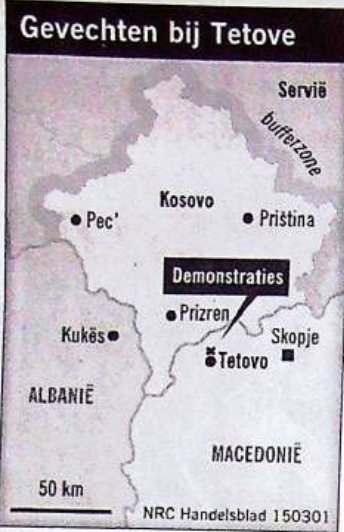 Gevechten bij Tetove
Servië
bufferzone
Kosovo
Pec'
Priština
Demonstraties
Prizren
Skopje
Kukës
Tetovo
ALBANIË
MACEDONIË
50 km
NRC Handelsblad 150301